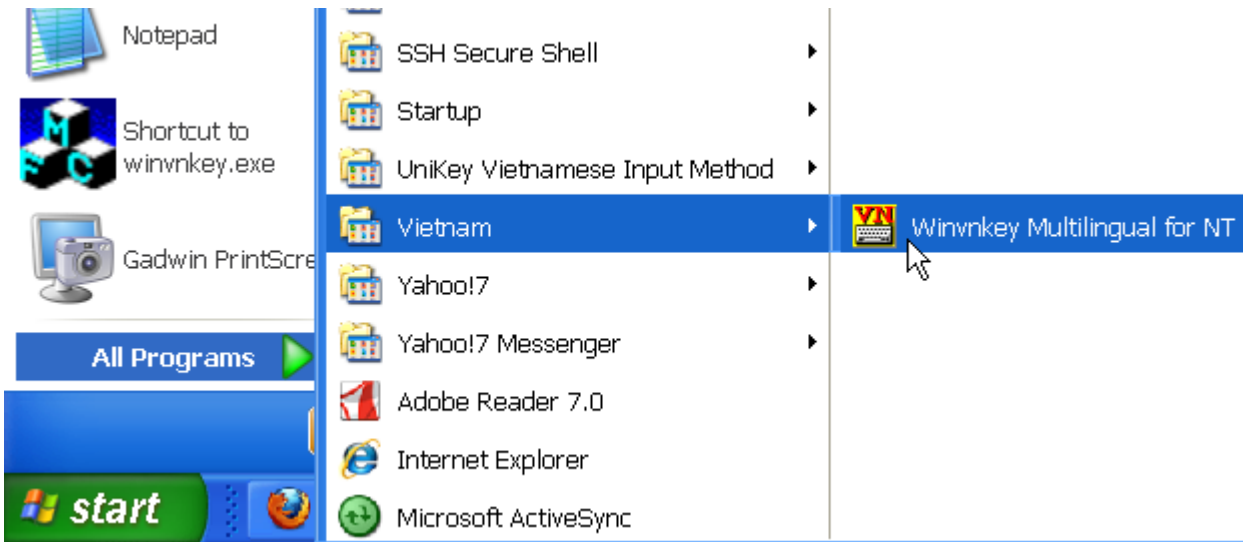 Notepad
Shortcut to
winvnkey.exe
Gadwin PrintScre
All Programs
start
SSH Secure Shell
Startup
UniKey Vietnamese Input Method
Vietnam
Yahoo!7
Yahoo!7 Messenger
Adobe Reader 7.0
Internet Explorer
Microsoft ActiveSync
VN Winvnkey Multilingual for NT